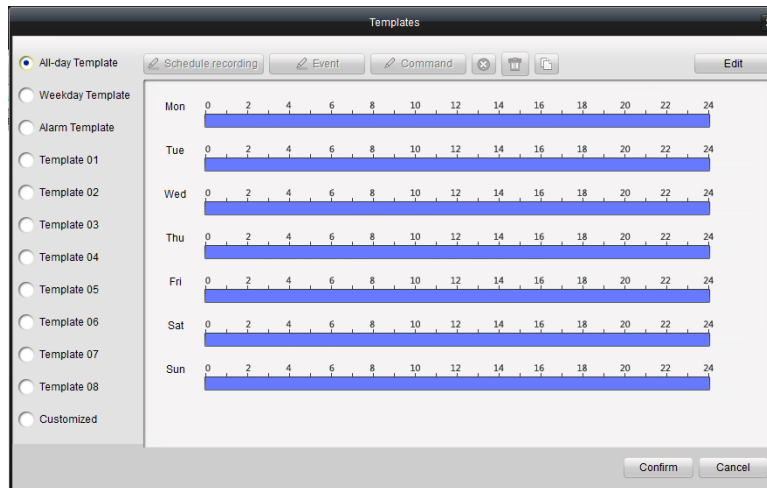 Templates
All-day Template
Schedule recording
Event
Command
Edit
Weekday Template
Alarm Template
Template 01
Template 02
Template 03
Template 04
Template 05
Template 06
Template 07
Template 08
Customized
Mon 0 2 4 6 8 10 12 14 16 18 20 22 24
Tue 0 2 4 6 8 10 12 14 16 18 20 22 24
Wed 0 2 4 6 8 10 12 14 16 18 20 22 24
Thu 0 2 4 6 8 10 12 14 16 18 20 22 24
Fri 0 2 4 6 8 10 12 14 16 18 20 22 24
Sat 0 2 4 6 8 10 12 14 16 18 20 22 24
Sun 0 2 4 6 8 10 12 14 16 18 20 22 24
Confirm
Cancel